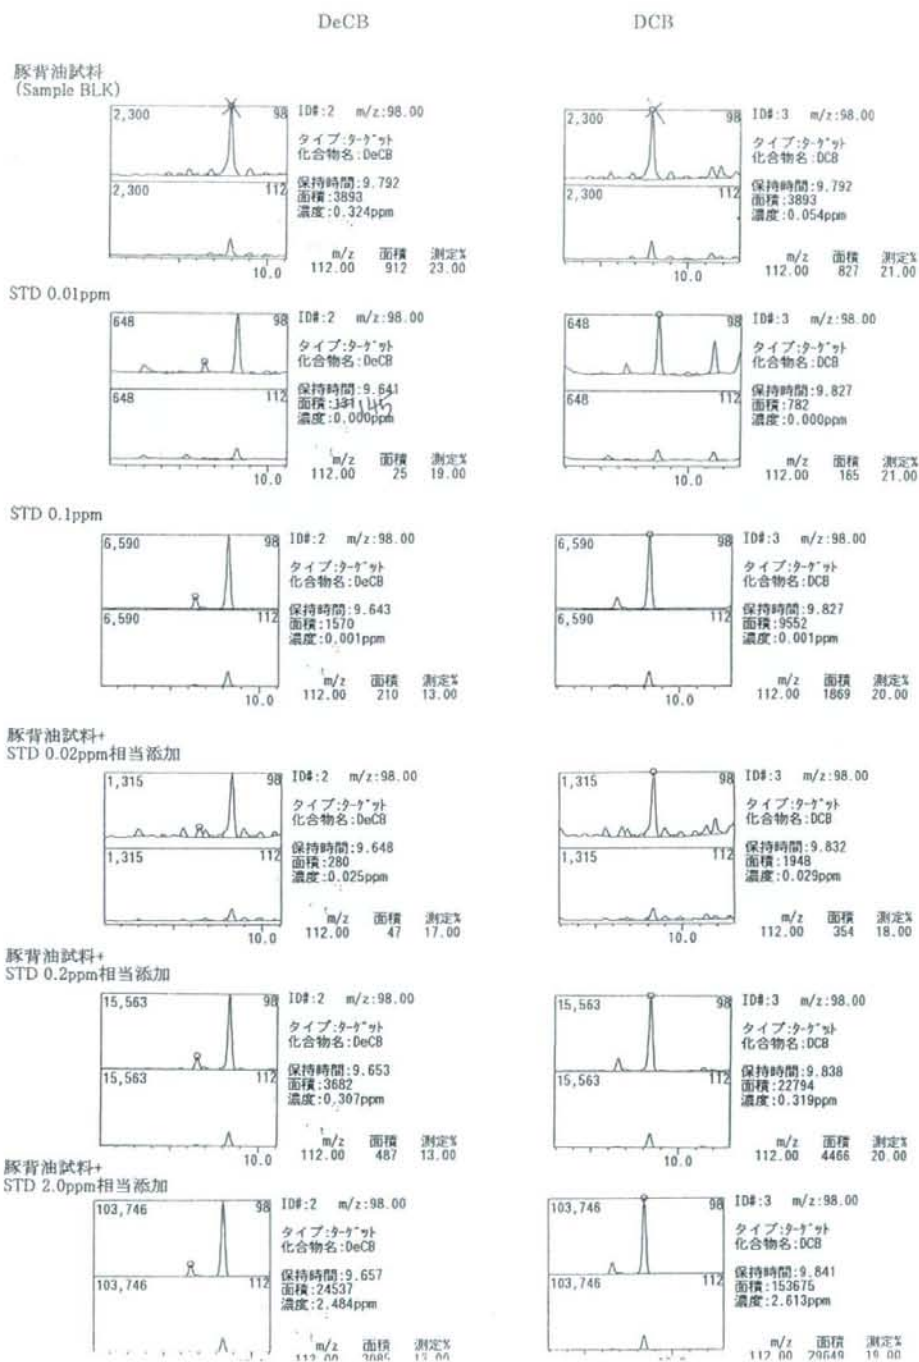 DeCB DCB
豚背油試料
(Sample BLK)
2,300 98 ID#:2 m/z:98.00
タイプ:ターゲット
化合物名:DeCB
保持時間:9.792
2,300 112 面積:3893
濃度:0.324ppm
m/z 面積 測定%
10.0 112.00 912 23.00
2,300 98 ID#:3 m/z:98.00
タイプ:ターゲット
化合物名:DCB
保持時間:9.792
2,300 112 面積:3893
濃度:0.054ppm
m/z 面積 測定%
10.0 112.00 827 21.00
STD 0.01ppm
648 98 ID#:2 m/z:98.00
タイプ:ターゲット
化合物名:DeCB
保持時間:9.641
648 112 面積:145
濃度:0.000ppm
m/z 面積 測定%
10.0 112.00 25 19.00
648 98 ID#:3 m/z:98.00
タイプ:ターゲット
化合物名:DCB
保持時間:9.827
648 112 面積:782
濃度:0.000ppm
m/z 面積 測定%
10.0 112.00 165 21.00
STD 0.1ppm
6,590 98 ID#:2 m/z:98.00
タイプ:ターゲット
化合物名:DeCB
保持時間:9.643
6,590 112 面積:1570
濃度:0.001ppm
m/z 面積 測定%
10.0 112.00 210 13.00
6,590 98 ID#:3 m/z:98.00
タイプ:ターゲット
化合物名:DCB
保持時間:9.827
6,590 112 面積:9552
濃度:0.001ppm
m/z 面積 測定%
10.0 112.00 1869 20.00
豚背油試料+
STD 0.02ppm相当添加
1,315 98 ID#:2 m/z:98.00
タイプ:ターゲット
化合物名:DeCB
保持時間:9.648
1,315 112 面積:280
濃度:0.025ppm
m/z 面積 測定%
10.0 112.00 47 17.00
1,315 98 ID#:3 m/z:98.00
タイプ:ターゲット
化合物名:DCB
保持時間:9.832
1,315 112 面積:1948
濃度:0.029ppm
m/z 面積 測定%
10.0 112.00 354 18.00
豚背油試料+
STD 0.2ppm相当添加
15,563 98 ID#:2 m/z:98.00
タイプ:ターゲット
化合物名:DeCB
保持時間:9.653
15,563 112 面積:3682
濃度:0.307ppm
m/z 面積 測定%
10.0 112.00 487 13.00
15,563 98 ID#:3 m/z:98.00
タイプ:ターゲット
化合物名:DCB
保持時間:9.838
15,563 112 面積:22794
濃度:0.319ppm
m/z 面積 測定%
10.0 112.00 4466 20.00
豚背油試料+
STD 2.0ppm相当添加
103,746 98 ID#:2 m/z:98.00
タイプ:ターゲット
化合物名:DeCB
保持時間:9.657
103,746 112 面積:24537
濃度:2.484ppm
m/z 面積 測定%
112.00 3085
103,746 98 ID#:3 m/z:98.00
タイプ:ターゲット
化合物名:DCB
保持時間:9.841
103,746 112 面積:153675
濃度:2.613ppm
m/z 面積 測定%
112.00 29649 19.00